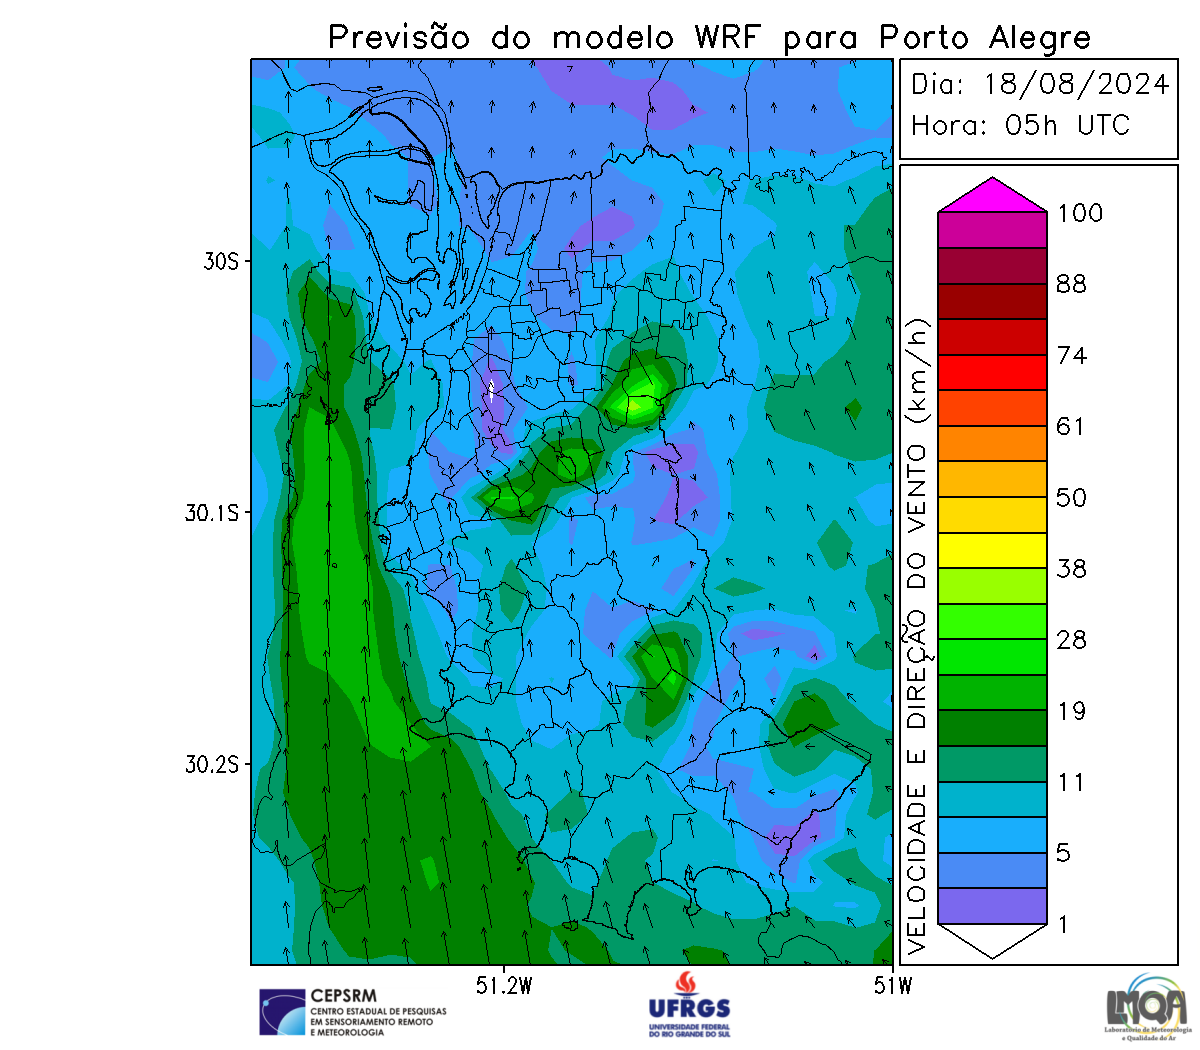 Previsão do modelo WRF para Porto Alegre
Dia: 18/08/2024
Hora: 05h UTC
100
88
74
61
50
38
28
19
11
5
1
VELOCIDADE E DIREÇÃO DO VENTO (km/h)
30S
30.1S
30.2S
51.2W
51W
CEPSRM
CENTRO ESTADUAL DE PESQUISAS
EM SENSORIAMENTO REMOTO
E METEOROLOGIA
UFRGS
UNIVERSIDADE FEDERAL
DO RIO GRANDE DO SUL
LMQA
Laboratório de Meteorologia
e Qualidade do Ar